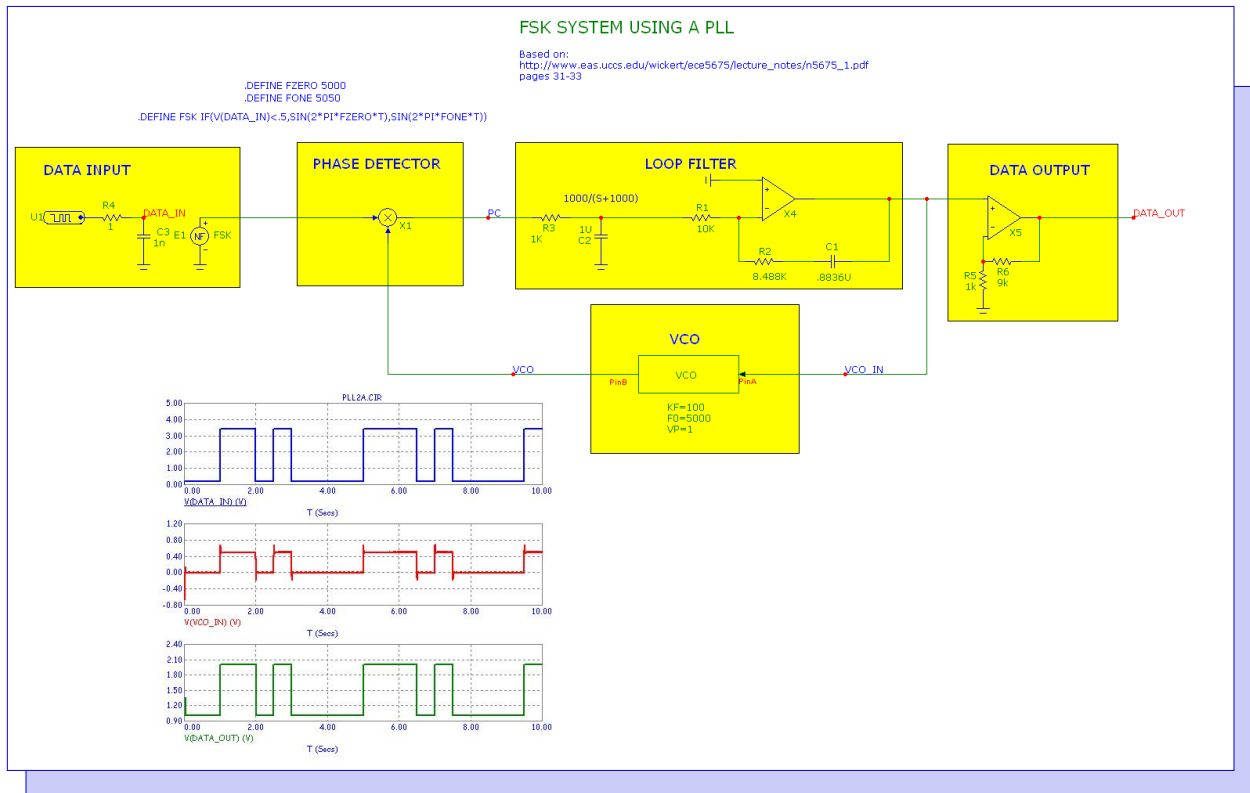 FSK SYSTEM USING A PLL
Based on:
http://www.eas.uccs.edu/wickert/ece5675/lecture_notes/n5675_1.pdf
pages 31-33
.DEFINE FZERO 5000
.DEFINE FONE 5050
.DEFINE FSK IF(V(DATA_IN)<.5,SIN(2*PI*FZERO*T),SIN(2*PI*FONE*T))
DATA INPUT
U1
R4
1
DATA_IN
C3
1n
E1
NF
FSK
PHASE DETECTOR
X1
PC
LOOP FILTER
1000/(S+1000)
R3
1K
1U
C2
R1
10K
X4
R2
8.488K
C1
.8836U
DATA OUTPUT
X5
R5
1k
R6
9k
DATA_OUT
VCO
VCO
PinB
PinA
VCO
VCO_IN
KF=100
F0=5000
VP=1
PLL2A.CIR
5.00
4.00
3.00
2.00
1.00
0.00
0.00 2.00 4.00 6.00 8.00 10.00
V(DATA_IN) (V)
T (Secs)
1.20
0.80
0.40
0.00
-0.40
-0.80
0.00 2.00 4.00 6.00 8.00 10.00
V(VCO_IN) (V)
T (Secs)
2.40
2.10
1.80
1.50
1.20
0.90
0.00 2.00 4.00 6.00 8.00 10.00
V(DATA_OUT) (V)
T (Secs)